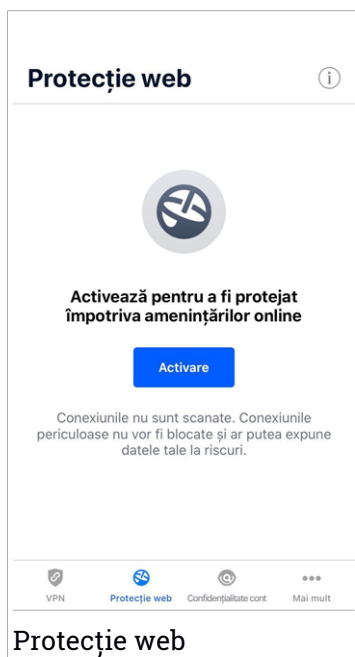 Protecție web
Activează pentru a fi protejat
împotriva amenințărilor online
Activare
Conexiunile nu sunt scanate. Conexiunile
periculoase nu vor fi blocate și ar putea expune
datele tale la riscuri.
VPN Protecție web Confidențialitate cont Mai mult
Protecție web